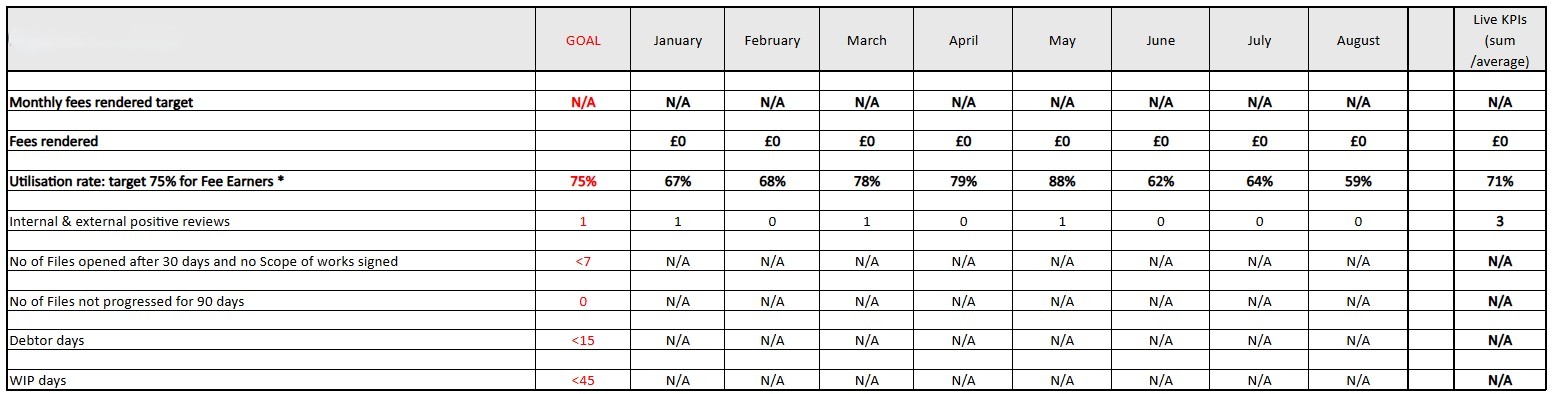 GOAL January February March April May June July August Live KPIs
(sum
/average)
Monthly fees rendered target N/A N/A N/A N/A N/A N/A N/A N/A N/A N/A
Fees rendered £0 £0 £0 £0 £0 £0 £0 £0 £0
Utilisation rate: target 75% for Fee Earners * 75% 67% 68% 78% 79% 88% 62% 64% 59% 71%
Internal & external positive reviews 1 1 0 1 0 1 0 0 0 3
No of Files opened after 30 days and no Scope of works signed <7 N/A N/A N/A N/A N/A N/A N/A N/A N/A
No of Files not progressed for 90 days 0 N/A N/A N/A N/A N/A N/A N/A N/A N/A
Debtor days <15 N/A N/A N/A N/A N/A N/A N/A N/A N/A
WIP days <45 N/A N/A N/A N/A N/A N/A N/A N/A N/A